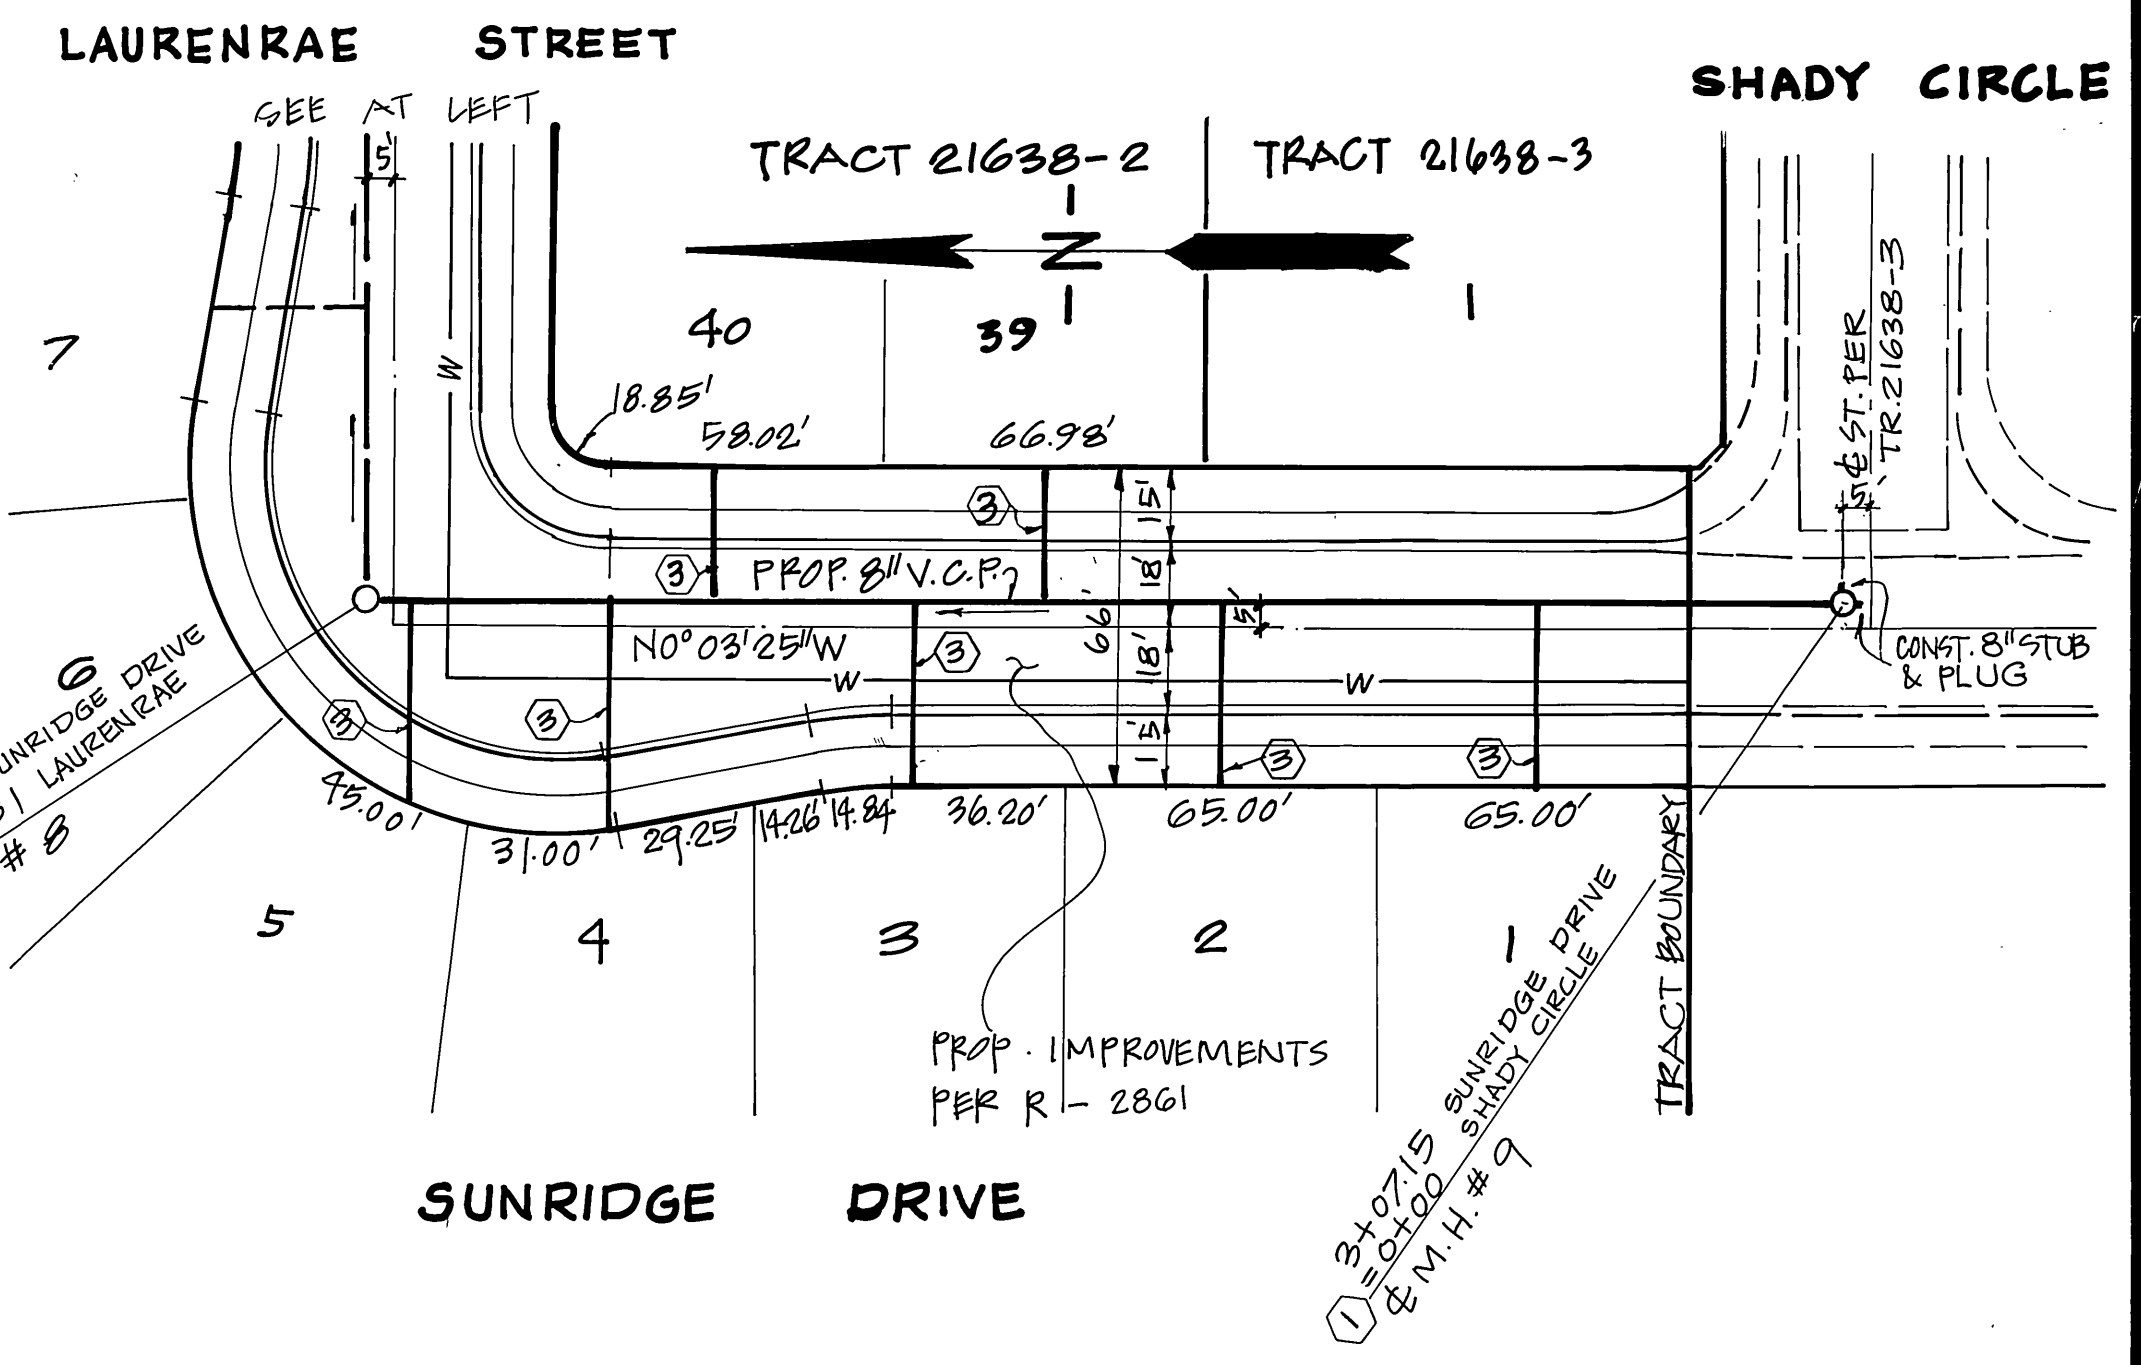 LAURENRAE STREET
SHADY CIRCLE
SEE AT LEFT
5'
TRACT 21638-2
TRACT 21638-3
N
40
39
1
7
W
18.85'
58.02'
66.98'
℄ ST. PER
TR. 21638-3
5'
3
3
15'
18'
PROP. 8" V.C.P.
66'
5'
N0°03'25"W
3
18'
CONST. 8" STUB
& PLUG
W
W
6
SUNRIDGE DRIVE
LAURENRAE
# 8
3
3
15'
3
3
45.00'
31.00'
29.25'
14.26'
14.84'
36.20'
65.00'
65.00'
TRACT BOUNDARY
5
4
3
2
1
PROP. IMPROVEMENTS
PER R-2861
3+07.15 SUNRIDGE DRIVE
=0+00 SHADY CIRCLE
℄ M.H. # 9
1
SUNRIDGE DRIVE